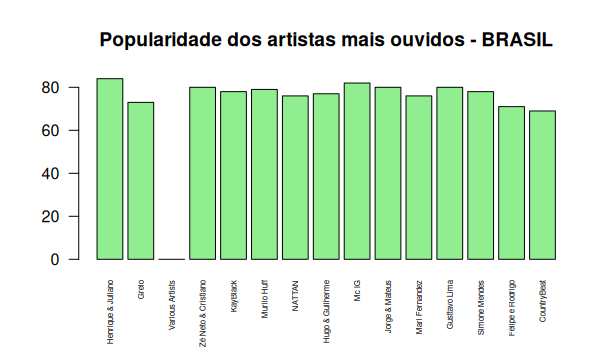 Popularidade dos artistas mais ouvidos - BRASIL
80
60
40
20
0
Henrique & Juliano
Grelo
Various Artists
Zé Neto & Cristiano
KayBlack
Murilo Huff
NATTAN
Hugo & Guilherme
Mc IG
Jorge & Mateus
Mari Fernandez
Gusttavo Lima
Simone Mendes
Felipe e Rodrigo
CountryBeat